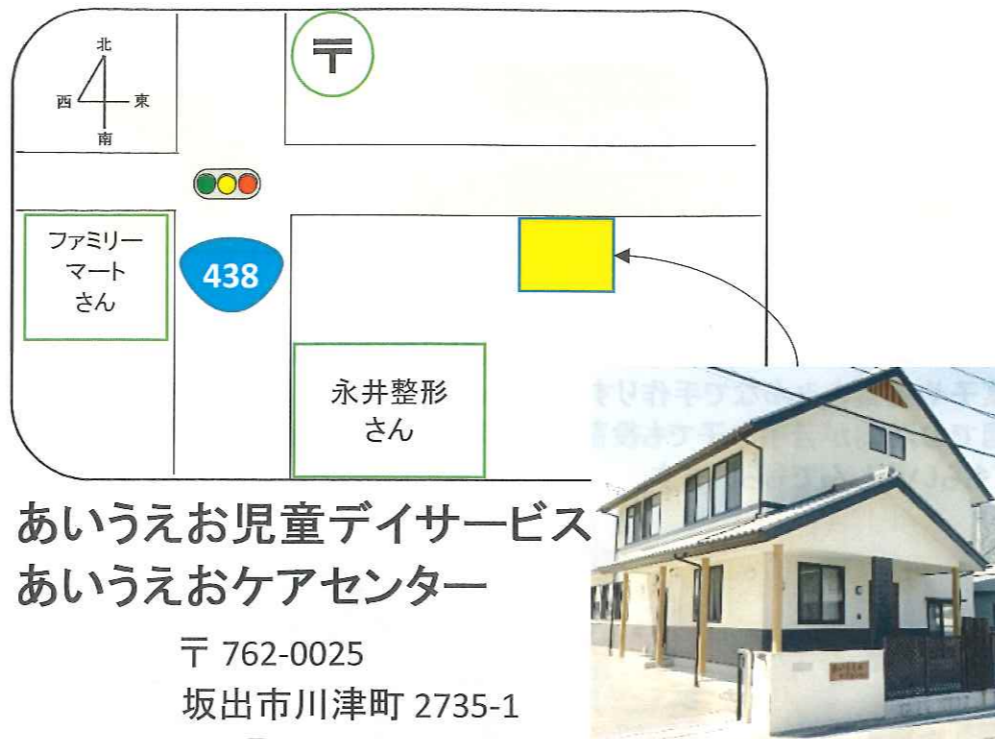 北
西
東
南
〒
ファミリー
マート
さん
438
永井整形
さん
あいうえお児童デイサービス
あいうえおケアセンター
〒762-0025
坂出市川津町 2735-1